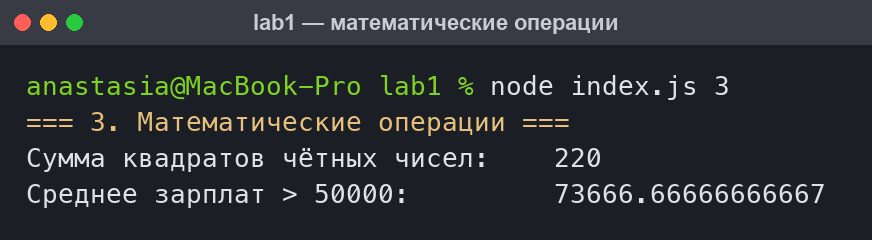 lab1 — математические операции
anastasia@MacBook-Pro lab1 % node index.js 3
=== 3. Математические операции ===
Сумма квадратов чётных чисел:    220
Среднее зарплат > 50000:         73666.66666666667